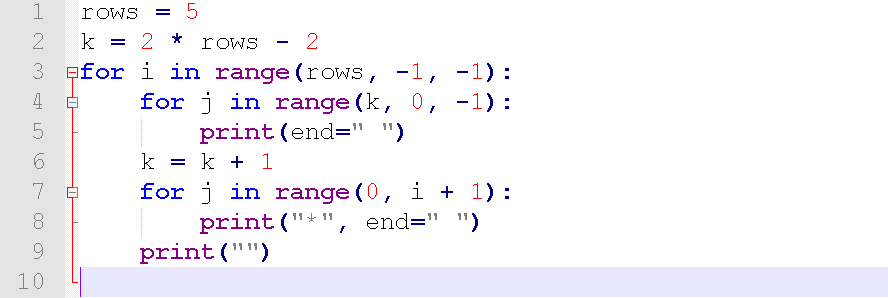 1 rows = 5
2 k = 2 * rows - 2
3 for i in range(rows, -1, -1):
4     for j in range(k, 0, -1):
5         print(end=" ")
6     k = k + 1
7     for j in range(0, i + 1):
8         print("*", end=" ")
9     print("")
10